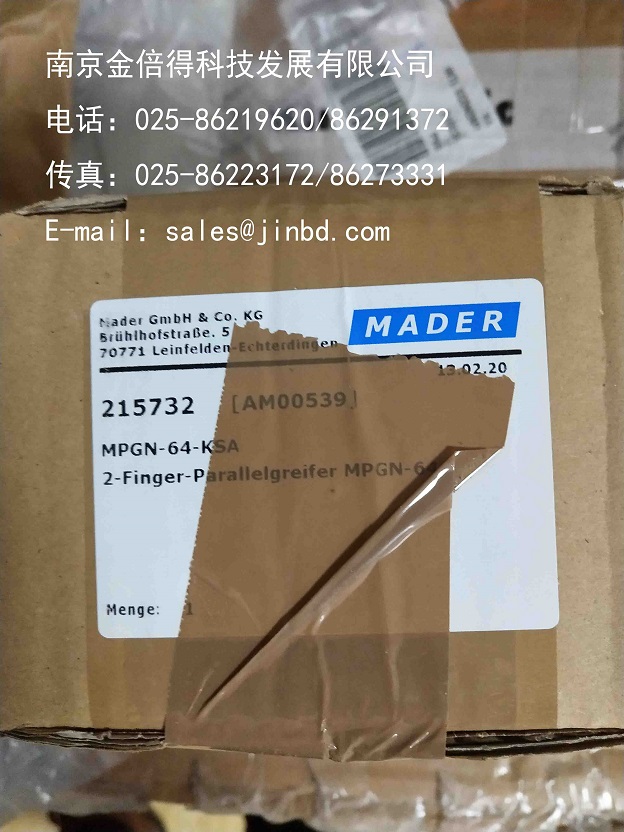 南京金倍得科技发展有限公司
电话：025-86219620/86291372
传真：025-86223172/86273331
E-mail：sales@jinbd.com
Mader GmbH & Co. KG
Brühlhofstraße. 5
70771 Leinfelden-Echterdingen
MADER
13.02.20
215732 [AM00539]
MPGN-64-KSA
2-Finger-Parallelgreifer MPGN-64
Menge: 1